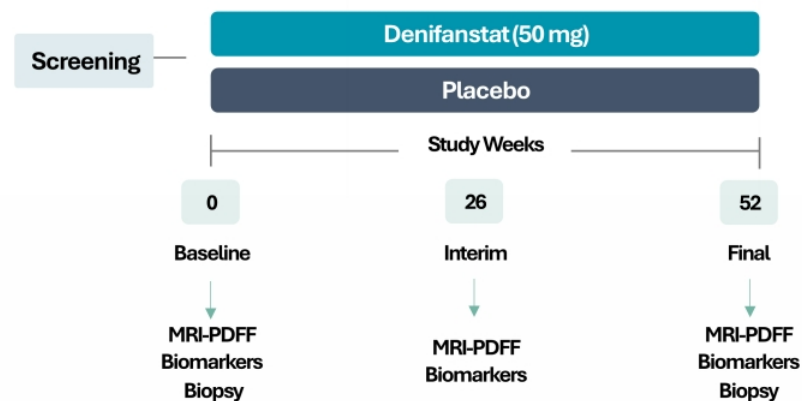 Denifanstat (50 mg)
Screening
Placebo
Study Weeks
0
26
52
Baseline
Interim
Final
MRI-PDFF
Biomarkers
Biopsy
MRI-PDFF
Biomarkers
MRI-PDFF
Biomarkers
Biopsy